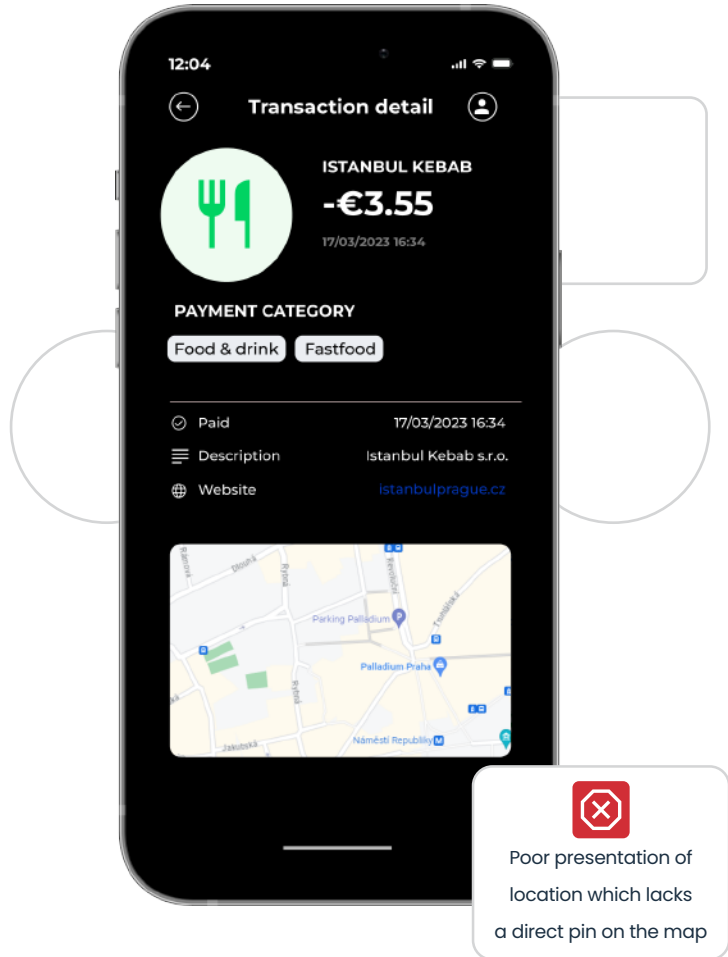 12:04
Transaction detail
ISTANBUL KEBAB
-€3.55
17/03/2023 16:34
PAYMENT CATEGORY
Food & drink
Fastfood
Paid
17/03/2023 16:34
Description
Istanbul Kebab s.r.o.
Website
istanbulprague.cz
Rámová
Dlouhá
Rybná
Revoluční
Truhlářská
Parking Palladium
P
Palladium Praha
Rybná
Náměstí Republiky
M
Jakubská
Poor presentation of
location which lacks
a direct pin on the map